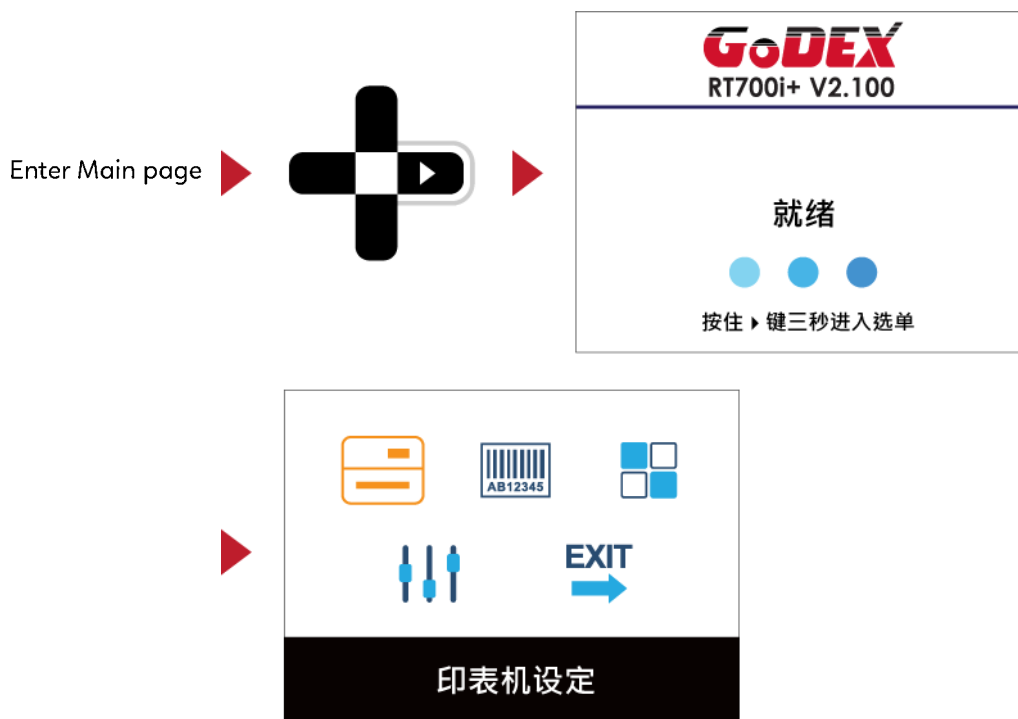 GoDEX
RT700i+ V2.100
Enter Main page
就绪
按住 ▸ 键三秒进入选单
AB12345
EXIT
印表机设定